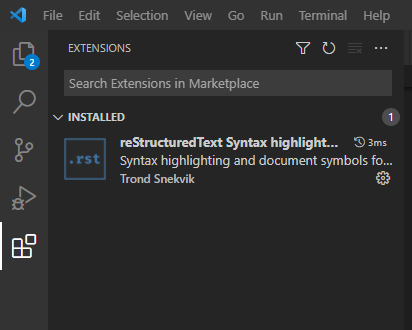 File Edit Selection View Go Run Terminal Help
EXTENSIONS
2
Search Extensions in Marketplace
INSTALLED 1
.rst
reStructuredText Syntax highlight... 3ms
Syntax highlighting and document symbols fo...
Trond Snekvik